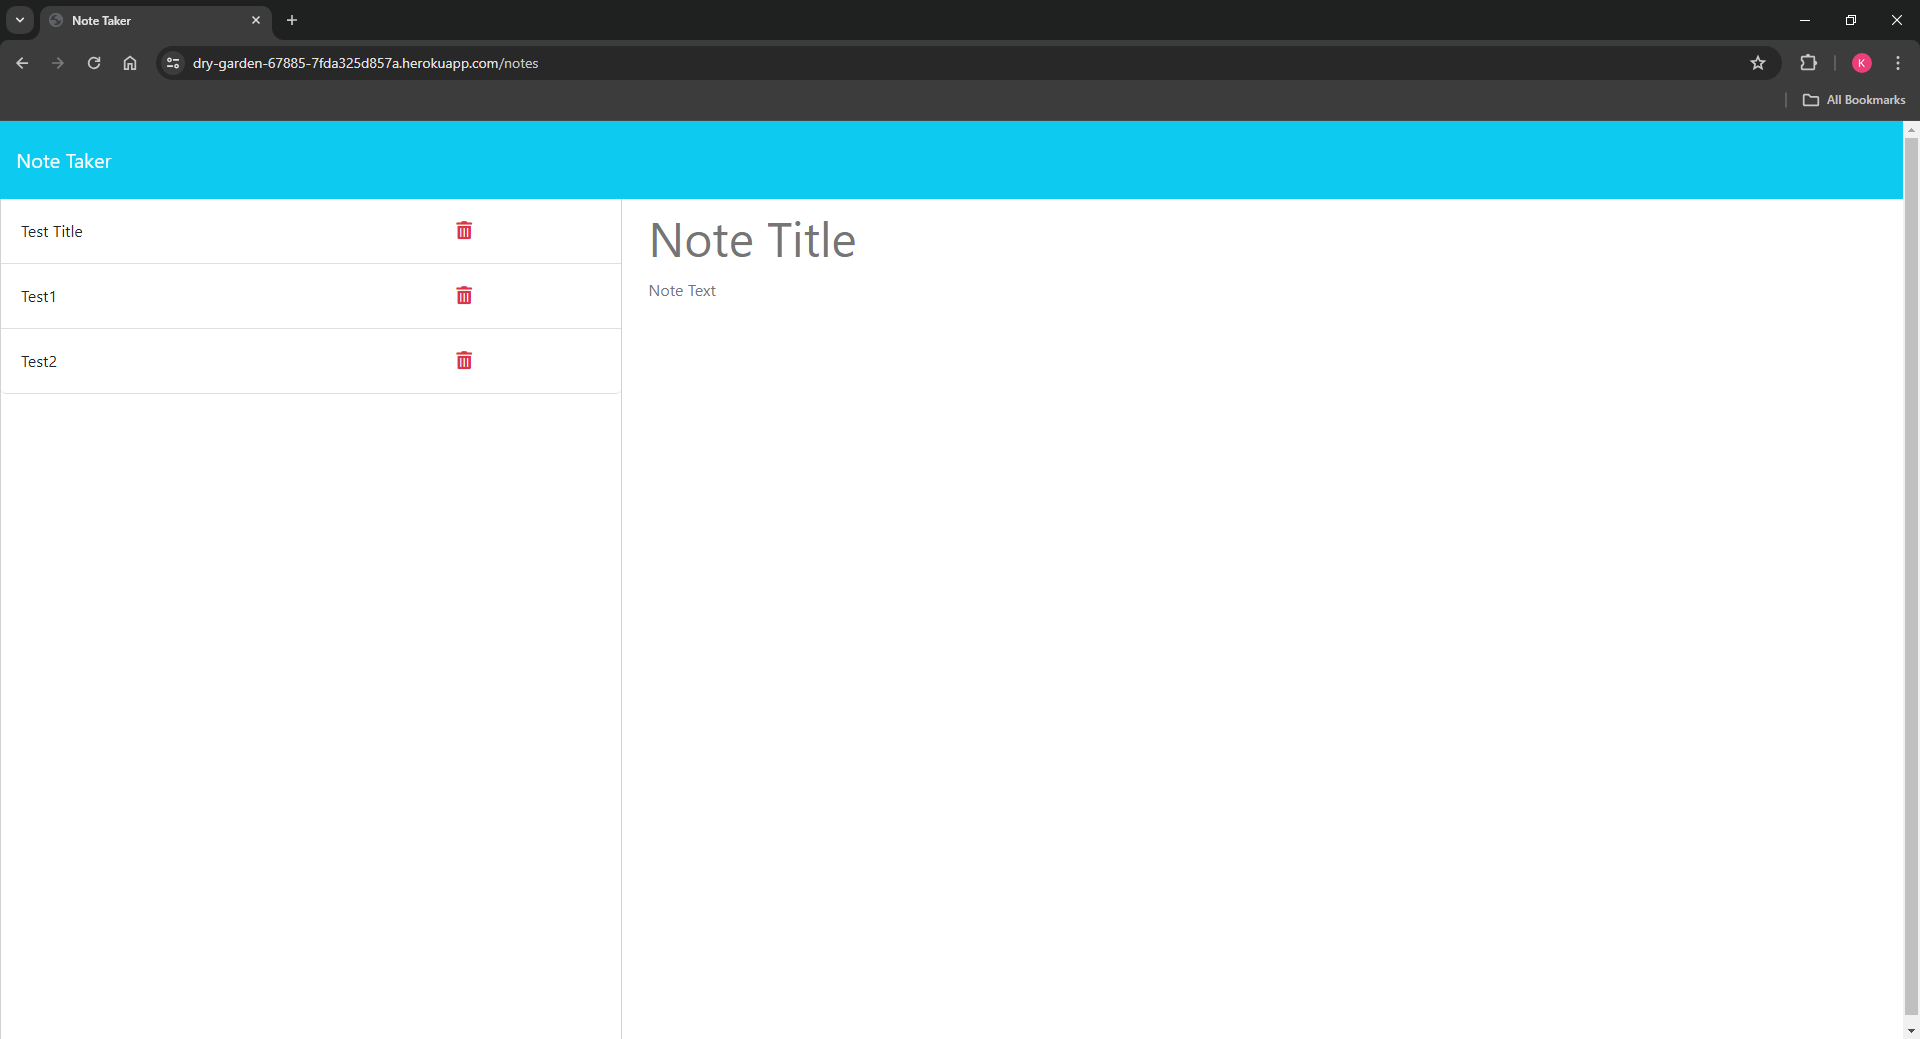 Note Taker
dry-garden-67885-7fda325d857a.herokuapp.com/notes
K
All Bookmarks
Note Taker
Test Title
Test1
Test2
Note Title
Note Text